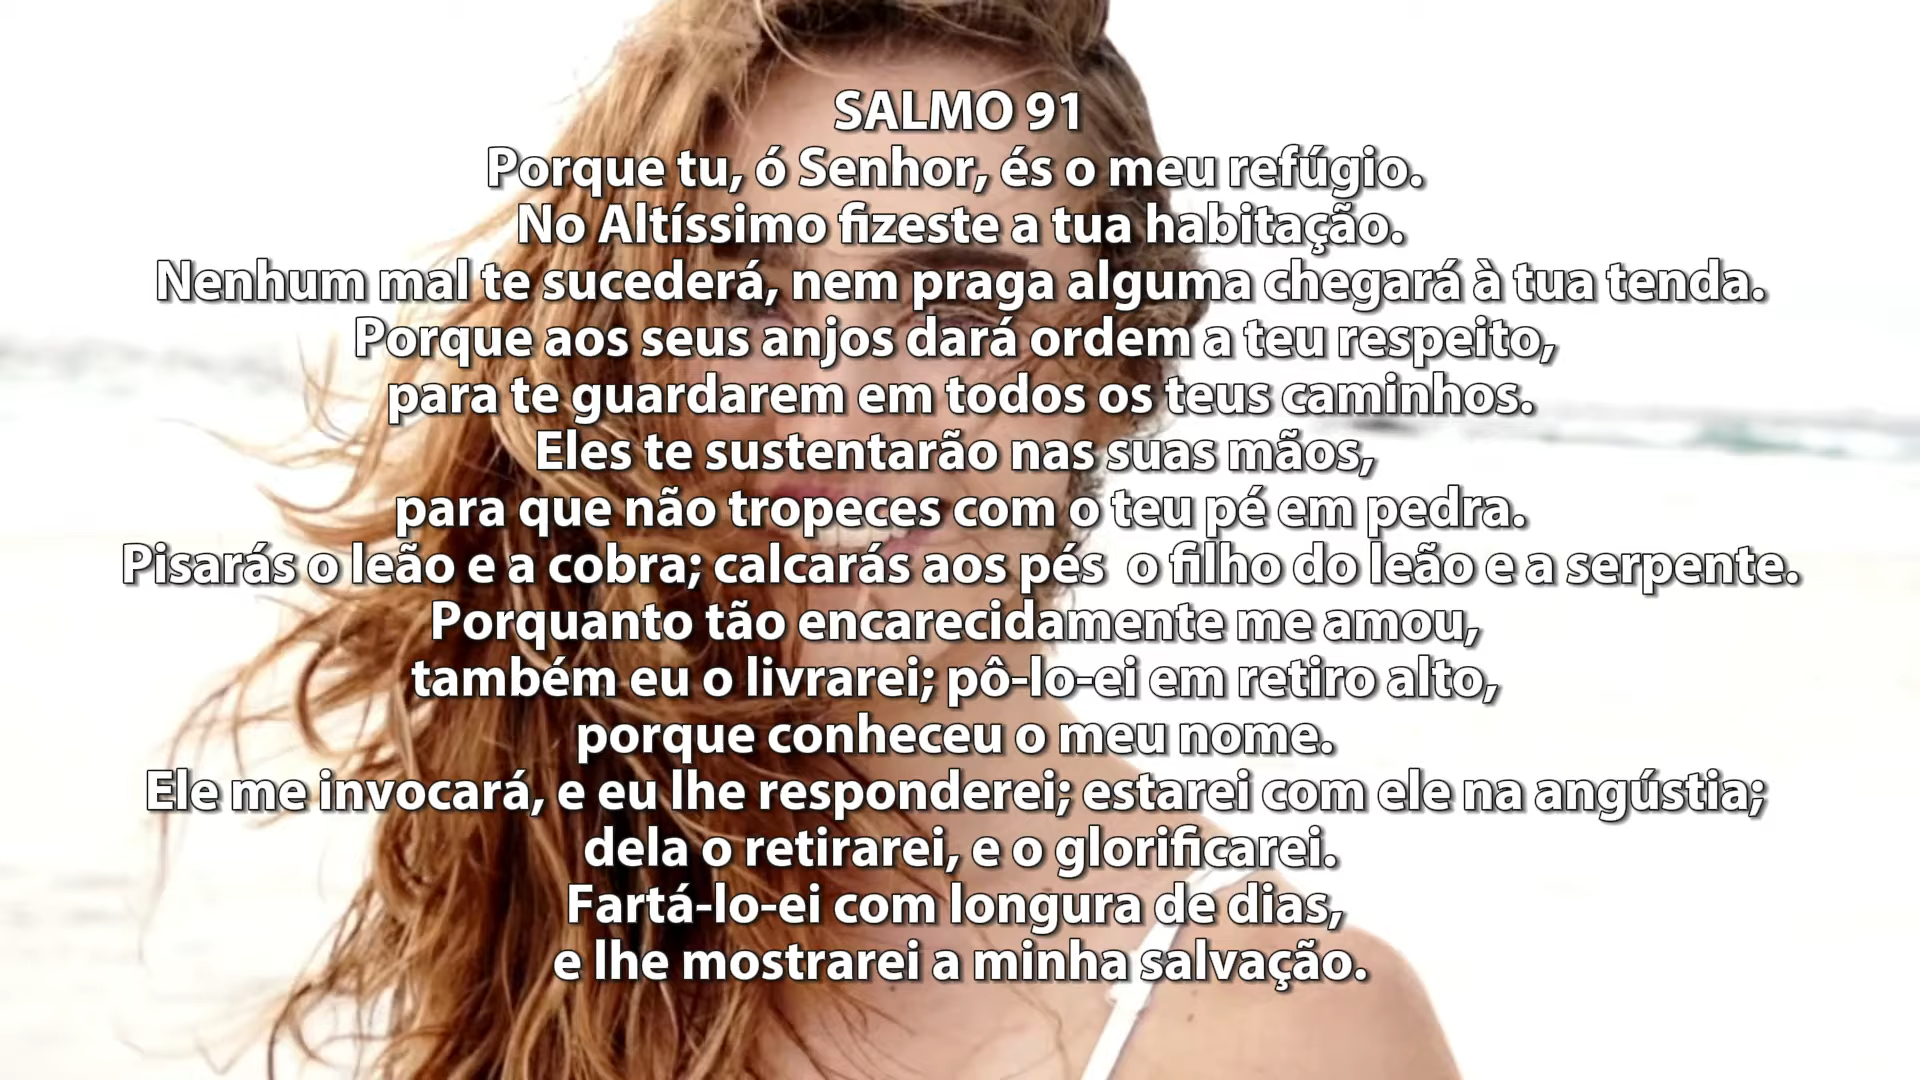 SALMO 91
Porque tu, ó Senhor, és o meu refúgio.
No Altíssimo fizeste a tua habitação.
Nenhum mal te sucederá, nem praga alguma chegará à tua tenda.
Porque aos seus anjos dará ordem a teu respeito,
para te guardarem em todos os teus caminhos.
Eles te sustentarão nas suas mãos,
para que não tropeces com o teu pé em pedra.
Pisarás o leão e a cobra; calcarás aos pés o filho do leão e a serpente.
Porquanto tão encarecidamente me amou,
também eu o livrarei; pô-lo-ei em retiro alto,
porque conheceu o meu nome.
Ele me invocará, e eu lhe responderei; estarei com ele na angústia;
dela o retirarei, e o glorificarei.
Fartá-lo-ei com longura de dias,
e lhe mostrarei a minha salvação.